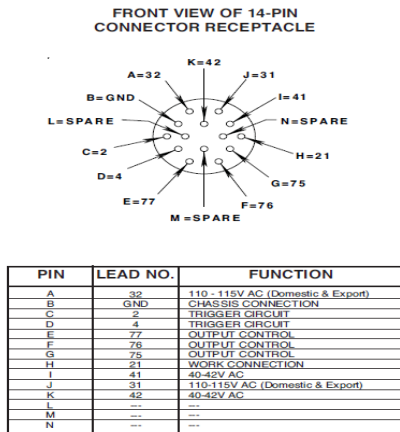 FRONT VIEW OF 14-PIN
CONNECTOR RECEPTACLE
K=42
A=32 J=31
B=GND I=41
L=SPARE N=SPARE
C=2 H=21
D=4 G=75
E=77 F=76
M=SPARE
PIN LEAD NO. FUNCTION
A 32 110 - 115V AC (Domestic & Export)
B GND CHASSIS CONNECTION
C 2 TRIGGER CIRCUIT
D 4 TRIGGER CIRCUIT
E 77 OUTPUT CONTROL
F 76 OUTPUT CONTROL
G 75 OUTPUT CONTROL
H 21 WORK CONNECTION
I 41 40-42V AC
J 31 110-115V AC (Domestic & Export)
K 42 40-42V AC
L --- ---
M --- ---
N --- ---